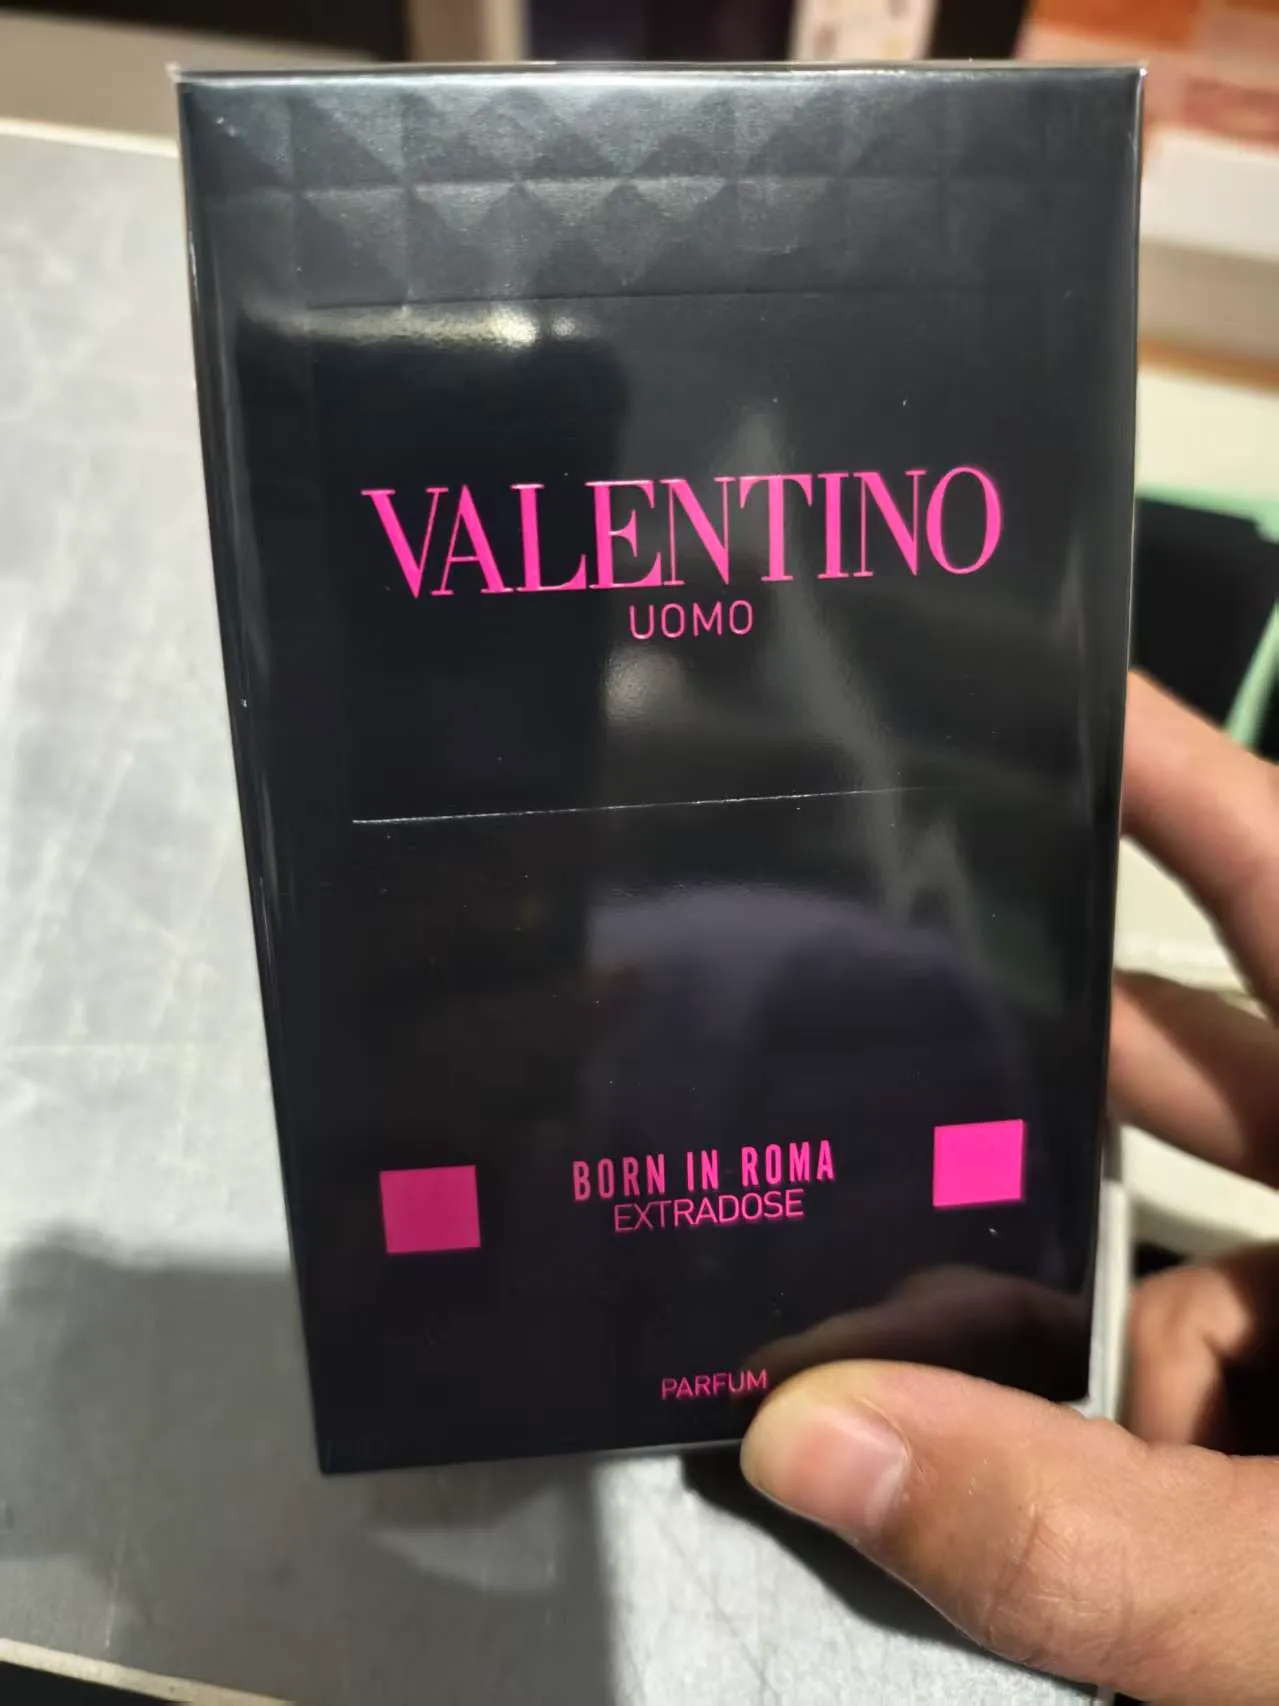 VALENTINO
UOMO
BORN IN ROMA
EXTRADOSE
PARFUM